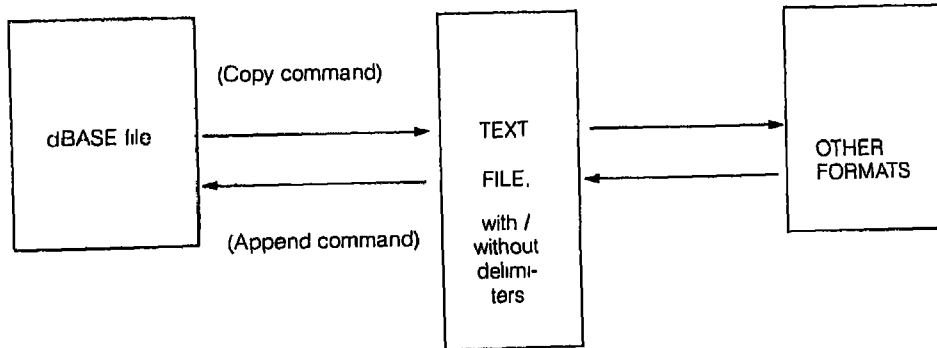 (Copy command)
dBASE file
(Append command)
TEXT
FILE.
with /
without
delimi-
ters
OTHER
FORMATS